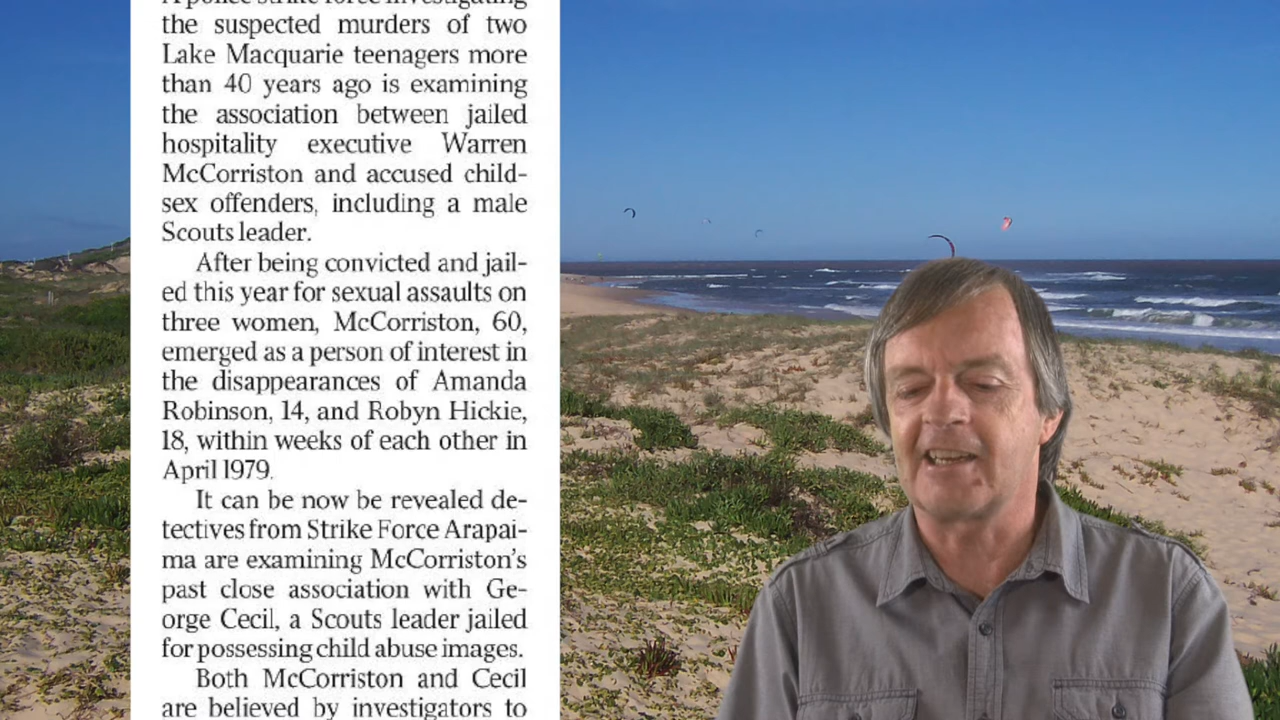 A police strike force investigating
the suspected murders of two
Lake Macquarie teenagers more
than 40 years ago is examining
the association between jailed
hospitality executive Warren
McCorriston and accused child-
sex offenders, including a male
Scouts leader.
After being convicted and jail-
ed this year for sexual assaults on
three women, McCorriston, 60,
emerged as a person of interest in
the disappearances of Amanda
Robinson, 14, and Robyn Hickie,
18, within weeks of each other in
April 1979.
It can be now be revealed de-
tectives from Strike Force Arapai-
ma are examining McCorriston's
past close association with Ge-
orge Cecil, a Scouts leader jailed
for possessing child abuse images.
Both McCorriston and Cecil
are believed by investigators to